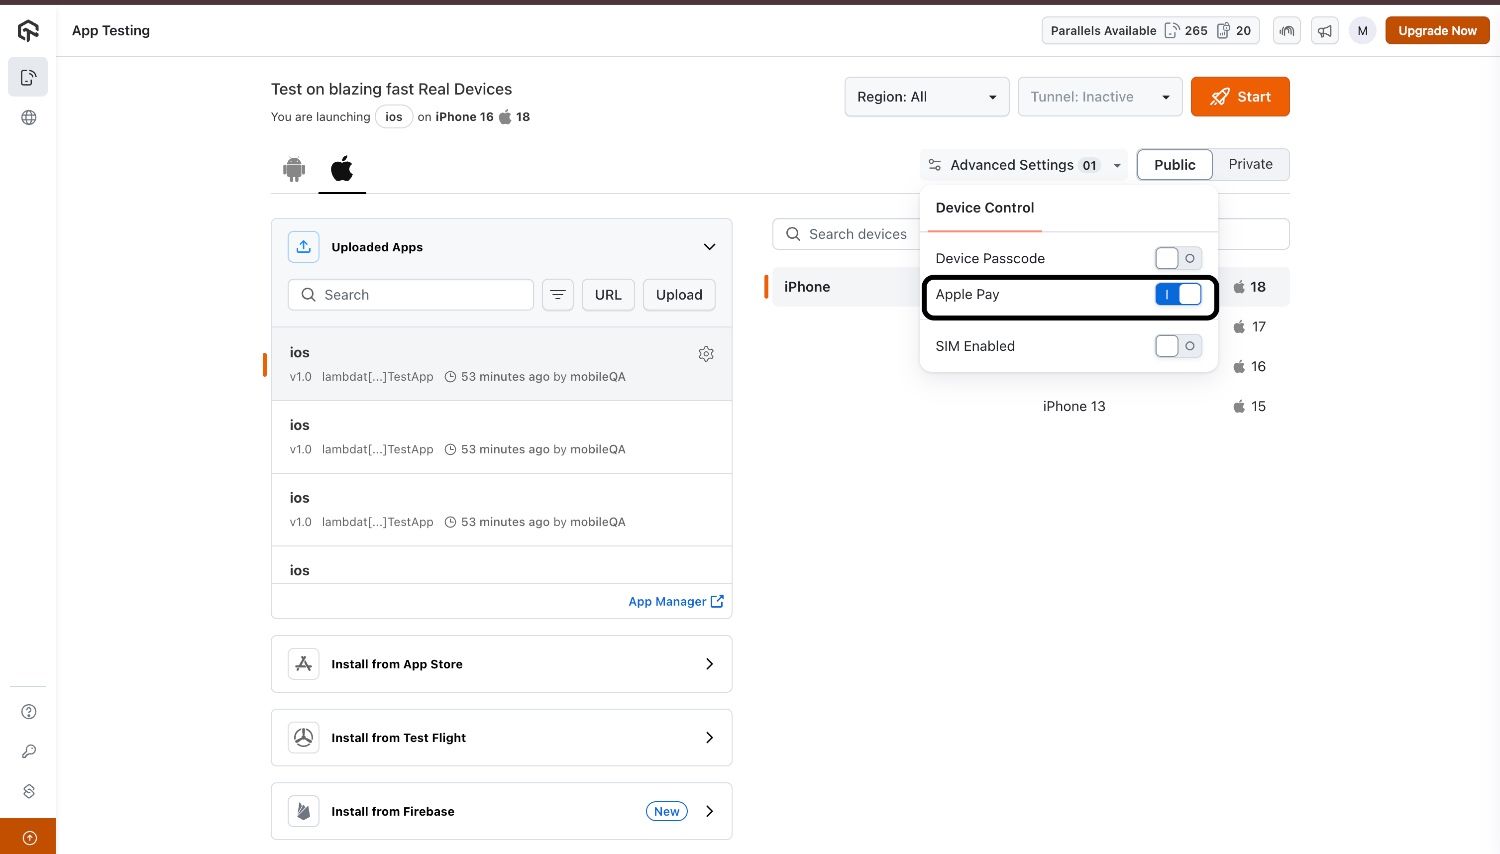 App Testing
Parallels Available 265 20
M
Upgrade Now
Test on blazing fast Real Devices
You are launching ios on iPhone 16 18
Region: All
Tunnel: Inactive
Start
Advanced Settings 01
Public
Private
Device Control
Device Passcode
Apple Pay
SIM Enabled
Uploaded Apps
Search
URL
Upload
ios
v1.0 lambdat[...]TestApp 53 minutes ago by mobileQA
ios
v1.0 lambdat[...]TestApp 53 minutes ago by mobileQA
ios
v1.0 lambdat[...]TestApp 53 minutes ago by mobileQA
ios
App Manager
Install from App Store
Install from Test Flight
Install from Firebase New
Search devices
iPhone
18
17
16
iPhone 13 15